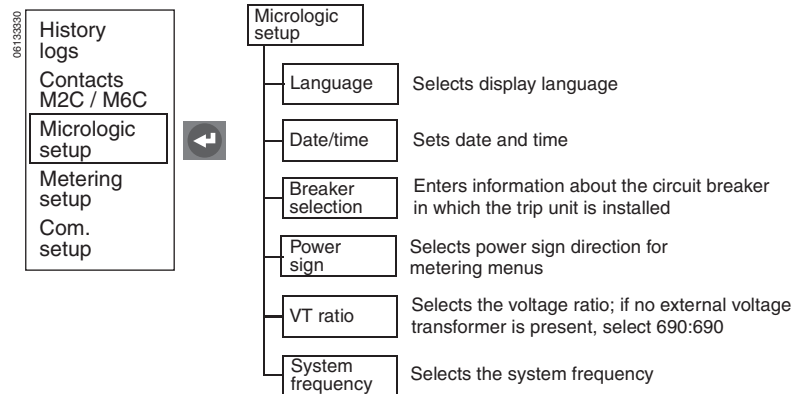 06133330
History
logs
Contacts
M2C / M6C
Micrologic
setup
Metering
setup
Com.
setup
Micrologic
setup
Language
Selects display language
Date/time
Sets date and time
Breaker
selection
Enters information about the circuit breaker
in which the trip unit is installed
Power
sign
Selects power sign direction for
metering menus
VT ratio
Selects the voltage ratio; if no external voltage
transformer is present, select 690:690
System
frequency
Selects the system frequency